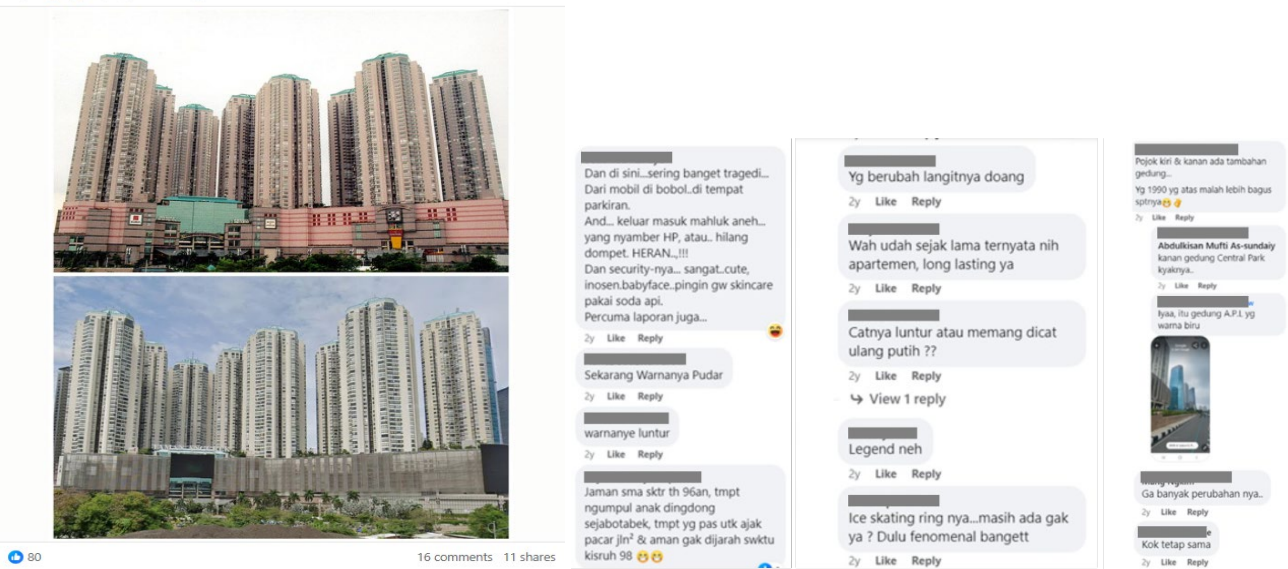 80
16 comments 11 shares
Dan di sini...sering banget tragedi...
Dari mobil di bobol..di tempat
parkiran.
And... keluar masuk mahluk aneh...
yang nyamber HP, atau.. hilang
dompet. HERAN..,!!!
Dan security-nya... sangat..cute,
inosen.babyface..pingin gw skincare
pakai soda api.
Percuma laporan juga...
2y Like Reply
Sekarang Warnanya Pudar
2y Like Reply
warnanye luntur
2y Like Reply
Jaman sma sktr th 96an, tmpt
ngumpul anak dingdong
sejabotabek, tmpt yg pas utk ajak
pacar jln² & aman gak dijarah swktu
kisruh 98
Yg berubah langitnya doang
2y Like Reply
Wah udah sejak lama ternyata nih
apartemen, long lasting ya
2y Like Reply
Catnya luntur atau memang dicat
ulang putih ??
2y Like Reply
View 1 reply
Legend neh
2y Like Reply
Ice skating ring nya...masih ada gak
ya ? Dulu fenomenal bangett
2y Like Reply
Pojok kiri & kanan ada tambahan
gedung...
Yg 1990 yg atas malah lebih bagus
sptnya
2y Like Reply
Abdulkisan Mufti As-sundaiy
kanan gedung Central Park
kyaknya..
2y Like Reply
Iyaa, itu gedung A.P.L yg
warna biru
Ga banyak perubahan nya..
2y Like Reply
Kok tetap sama
2y Like Reply